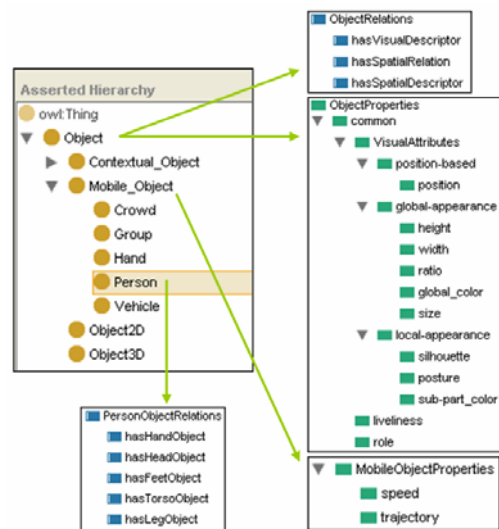 ObjectRelations
hasVisualDescriptor
hasSpatialRelation
hasSpatialDescriptor
Asserted Hierarchy
owl:Thing
Object
Contextual_Object
Mobile_Object
Crowd
Group
Hand
Person
Vehicle
Object2D
Object3D
ObjectProperties
common
VisualAttributes
position-based
position
global-appearance
height
width
ratio
global_color
size
local-appearance
silhouette
posture
sub-part_color
liveliness
role
PersonObjectRelations
hasHandObject
hasHeadObject
hasFeetObject
hasTorsoObject
hasLegObject
MobileObjectProperties
speed
trajectory